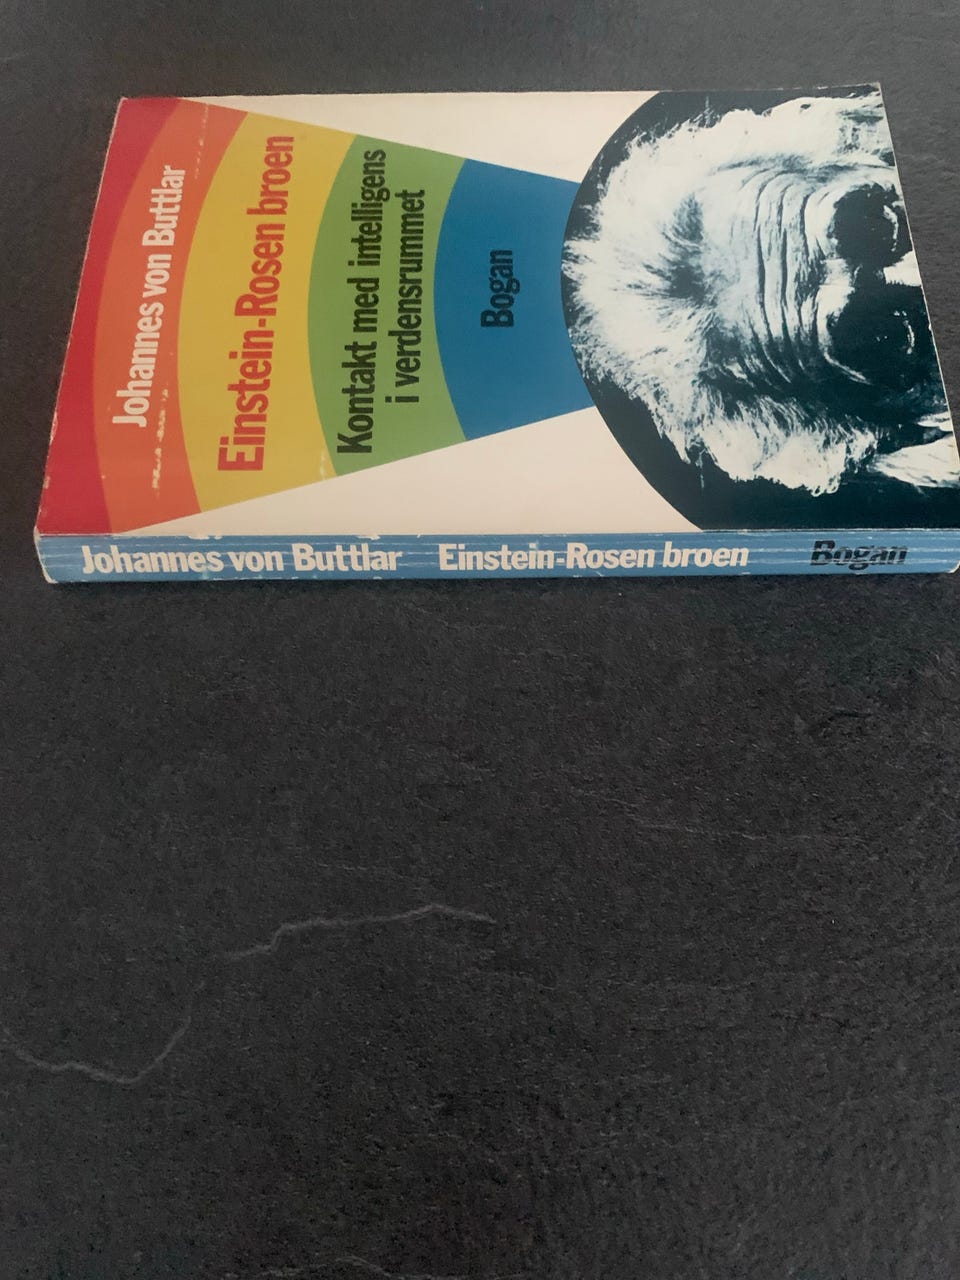 Johannes von Buttlar
Einstein-Rosen broen
Kontakt med intelligens
i verdensrummet
Bogan
Johannes von Buttlar Einstein-Rosen broen Bogan